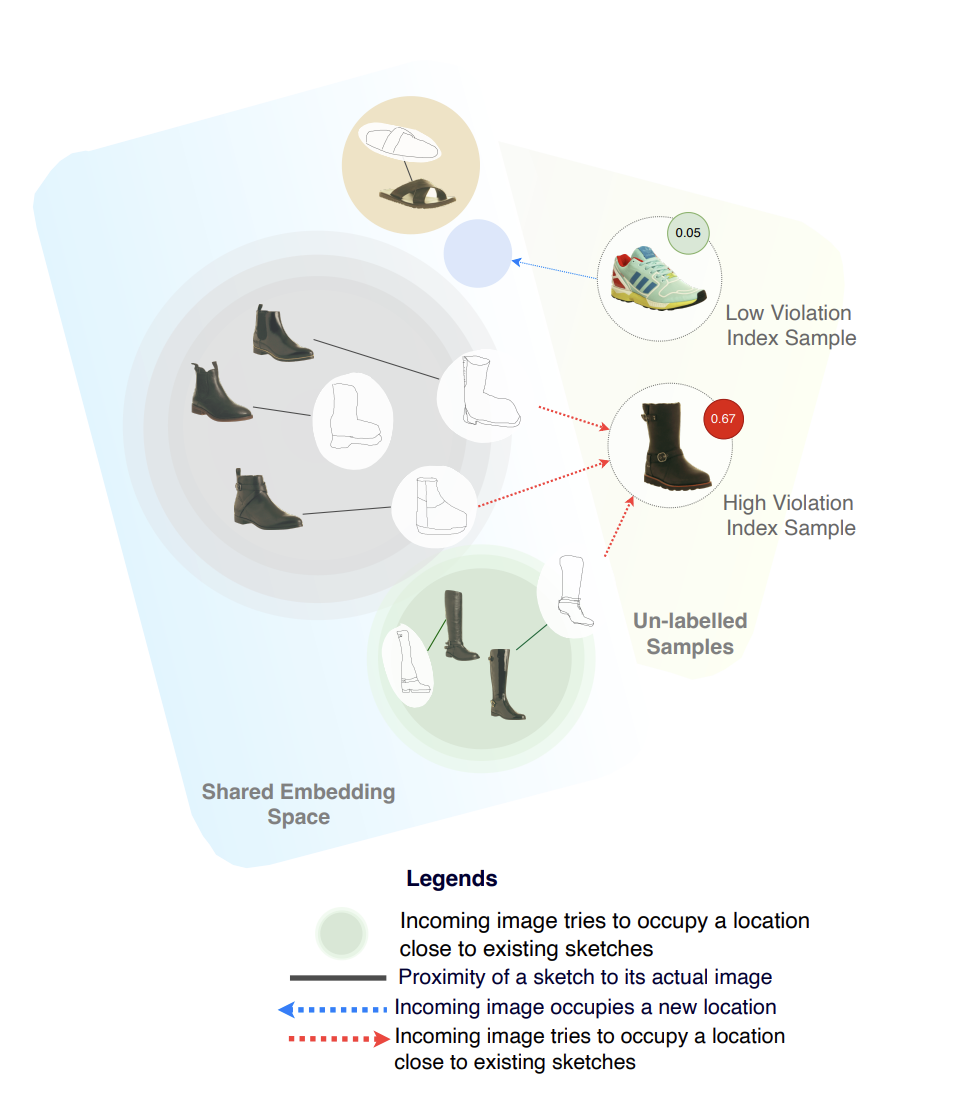 0.05
Low Violation
Index Sample
0.67
High Violation
Index Sample
Un-labelled
Samples
Shared Embedding
Space
Legends
Incoming image tries to occupy a location
close to existing sketches
Proximity of a sketch to its actual image
Incoming image occupies a new location
Incoming image tries to occupy a location
close to existing sketches